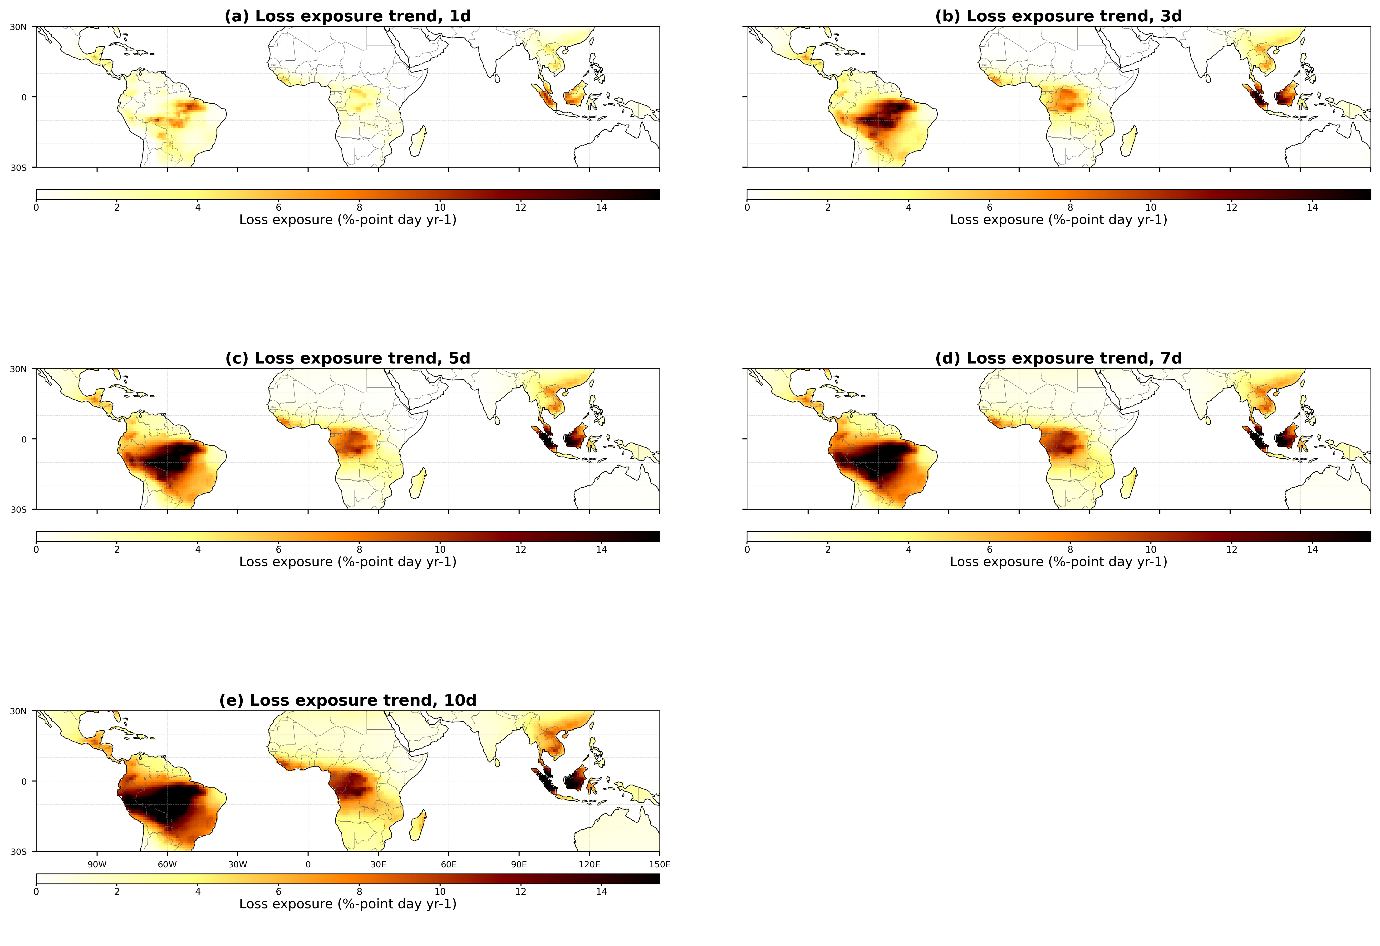 (a) Loss exposure trend, 1d
30N
0
30S
0 2 4 6 8 10 12 14
Loss exposure (%-point day yr-1)
(b) Loss exposure trend, 3d
0 2 4 6 8 10 12 14
Loss exposure (%-point day yr-1)
(c) Loss exposure trend, 5d
30N
0
30S
0 2 4 6 8 10 12 14
Loss exposure (%-point day yr-1)
(d) Loss exposure trend, 7d
0 2 4 6 8 10 12 14
Loss exposure (%-point day yr-1)
(e) Loss exposure trend, 10d
30N
0
30S
90W 60W 30W 0 30E 60E 90E 120E 150E
0 2 4 6 8 10 12 14
Loss exposure (%-point day yr-1)